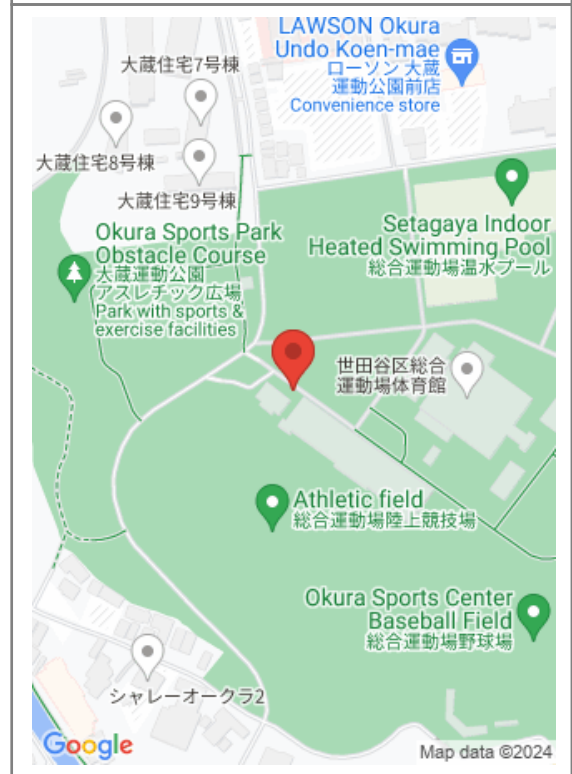 LAWSON Okura
Undo Koen-mae
ローソン 大蔵
運動公園前店
Convenience store
大蔵住宅7号棟
大蔵住宅8号棟
大蔵住宅9号棟
Okura Sports Park
Obstacle Course
大蔵運動公園
アスレチック広場
Park with sports &
exercise facilities
Setagaya Indoor
Heated Swimming Pool
総合運動場温水プール
世田谷区総合
運動場体育館
Athletic field
総合運動場陸上競技場
Okura Sports Center
Baseball Field
総合運動場野球場
シャレーオークラ2
Google
Map data ©2024